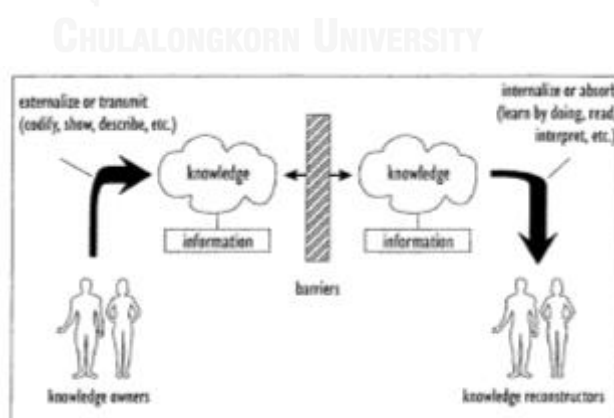 CHULALONGKORN UNIVERSITY
externalize or transmit
(codify, show, describe, etc.)
internalize or absorb
(learn by doing, read
interpret, etc.)
knowledge
knowledge
information
information
barriers
knowledge owners
knowledge reconstructors